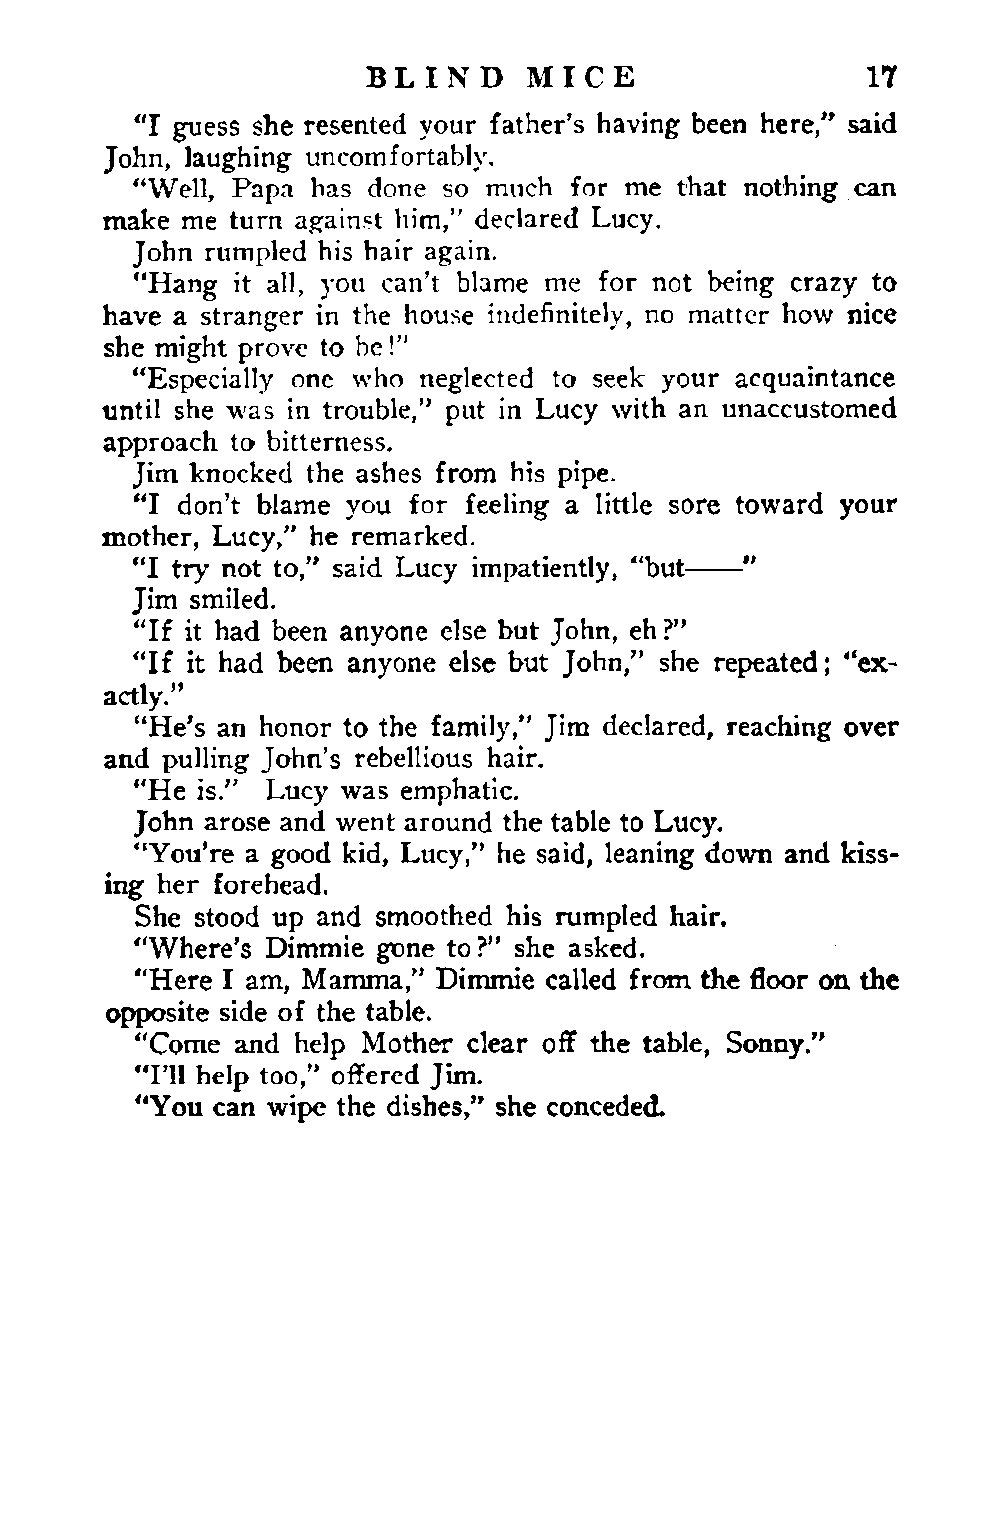 BLIND MICE 17
“I guess she resented your father's having been here,” said
John, laughing uncomfortably.
“Well, Papa has done so much for me that nothing can
make me turn against him,” declared Lucy.
John rumpled his hair again.
“Hang it all, you can't blame me for not being crazy to
have a stranger in the house indefinitely, no matter how nice
she might prove to be!”
“Especially one who neglected to seek your acquaintance
until she was in trouble,” put in Lucy with an unaccustomed
approach to bitterness.
Jim knocked the ashes from his pipe.
“I don't blame you for feeling a little sore toward your
mother, Lucy,” he remarked.
“I try not to,” said Lucy impatiently, “but——”
Jim smiled.
“If it had been anyone else but John, eh?”
“If it had been anyone else but John,” she repeated; “ex-
actly.”
“He's an honor to the family,” Jim declared, reaching over
and pulling John's rebellious hair.
“He is.” Lucy was emphatic.
John arose and went around the table to Lucy.
“You're a good kid, Lucy,” he said, leaning down and kiss-
ing her forehead.
She stood up and smoothed his rumpled hair.
“Where's Dimmie gone to?” she asked.
“Here I am, Mamma,” Dimmie called from the floor on the
opposite side of the table.
“Come and help Mother clear off the table, Sonny.”
“I'll help too,” offered Jim.
“You can wipe the dishes,” she conceded.